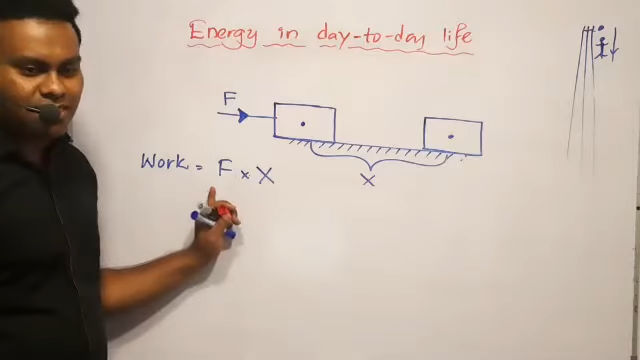 Energy in day-to-day life
F
Work = F x X
X